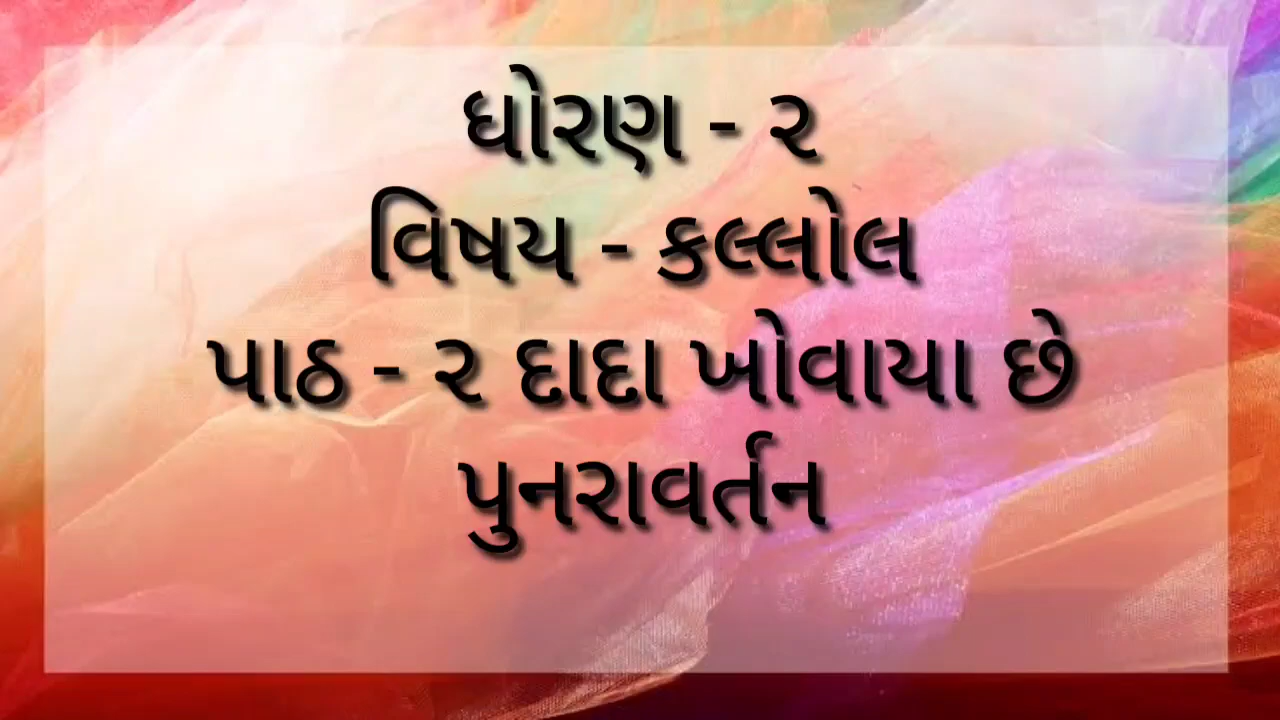 ધોરણ - ૨
વિષય - કલ્લોલ
પાઠ - ૨ દાદા ખોવાયા છે
પુનરાવર્તન